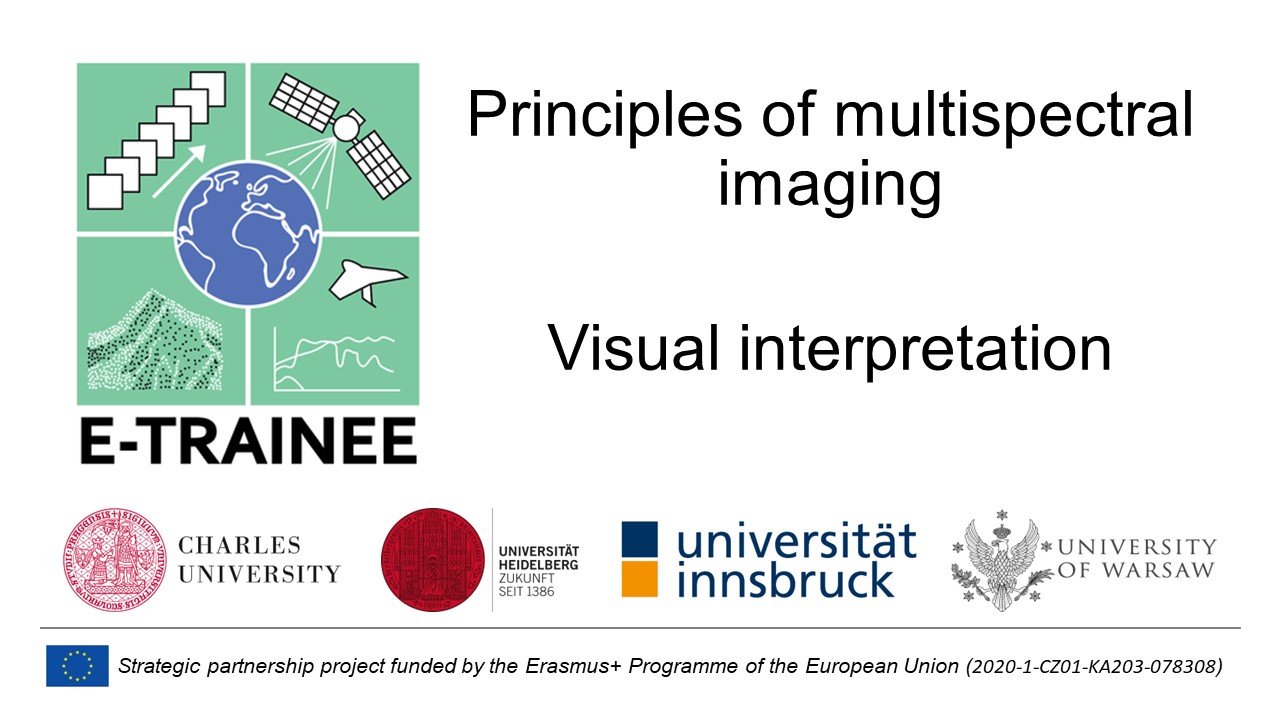 Principles of multispectral
imaging
Visual interpretation
E-TRAINEE
CHARLES
UNIVERSITY
UNIVERSITÄT
HEIDELBERG
ZUKUNFT
SEIT 1386
universität
innsbruck
UNIVERSITY
OF WARSAW
Strategic partnership project funded by the Erasmus+ Programme of the European Union (2020-1-CZ01-KA203-078308)